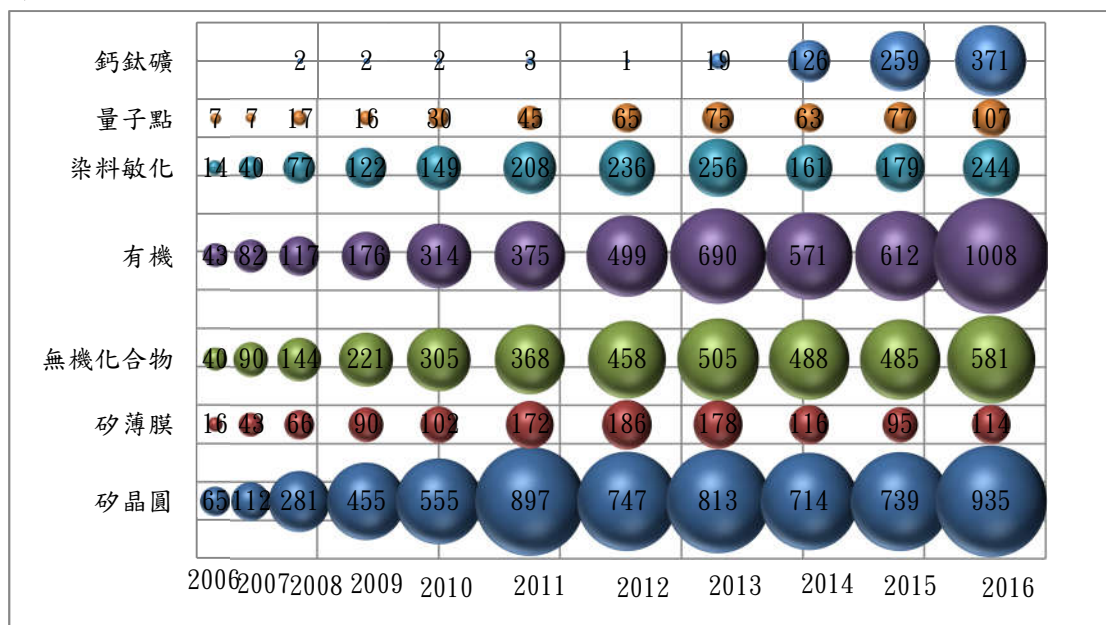 鈣鈦礦 2 2 2 3 1 19 126 259 371
量子點 7 7 17 16 30 45 65 75 63 77 107
染料敏化 14 40 77 122 149 208 236 256 161 179 244
有機 43 82 117 176 314 375 499 690 571 612 1008
無機化合物 40 90 144 221 305 368 458 505 488 485 581
矽薄膜 16 43 66 90 102 172 186 178 116 95 114
矽晶圓 65 112 281 455 555 897 747 813 714 739 935
2006 2007 2008 2009 2010 2011 2012 2013 2014 2015 2016